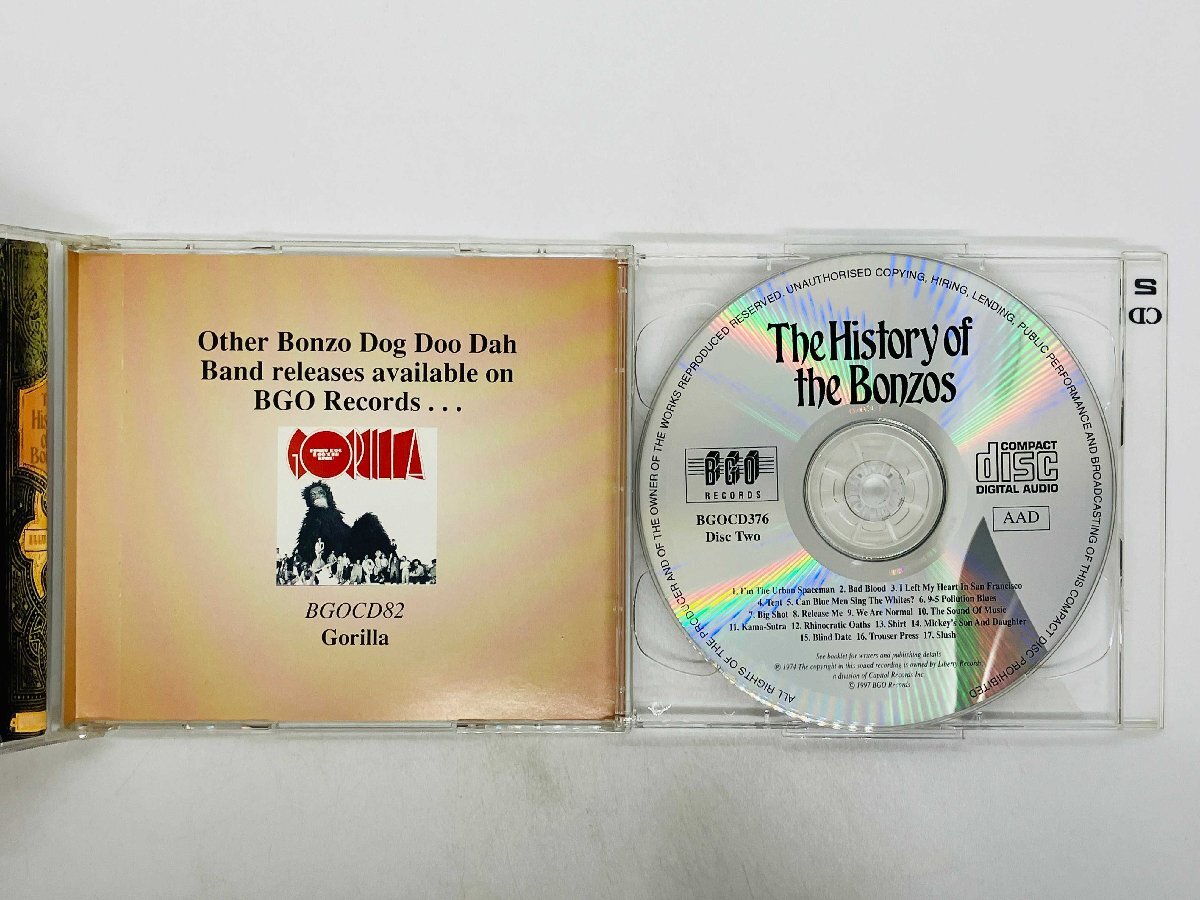 Other Bonzo Dog Doo Dah
Band releases available on
BGO Records . . .
GORILLA
BGOCD82
Gorilla
ALL RIGHTS OF THE PRODUCER AND OF THE OWNER OF THE WORKS REPRODUCED RESERVED. UNAUTHORISED COPYING, HIRING, LENDING, PUBLIC PERFORMANCE AND BROADCASTING OF THIS COMPACT DISC PROHIBITED
The History of
the Bonzos
BGO
RECORDS
BGOCD376
Disc Two
COMPACT
disc
DIGITAL AUDIO
AAD
1. I'm The Urban Spaceman 2. Bad Blood 3. I Left My Heart In San Francisco
4. Tent 5. Can Blue Men Sing The Whites? 6. 9-5 Pollution Blues
7. Big Shot 8. Release Me 9. We Are Normal 10. The Sound Of Music
11. Kama-Sutra 12. Rhinocratic Oaths 13. Shirt 14. Mickey's Son And Daughter
15. Blind Date 16. Trouser Press 17. Slush
See booklet for writers and publishing details
℗ 1974 The copyright in this sound recording is owned by Liberty Records
a division of Capitol Records Inc
© 1997 BGO Records
2
CD